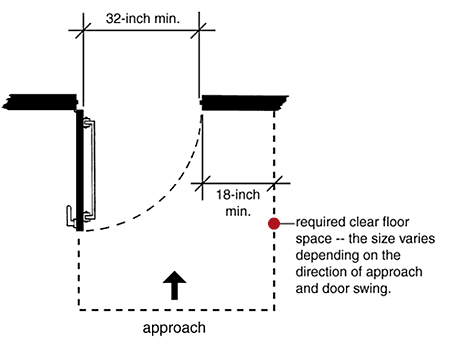 32-inch min.
18-inch
min.
required clear floor
space -- the size varies
depending on the
direction of approach
and door swing.
approach